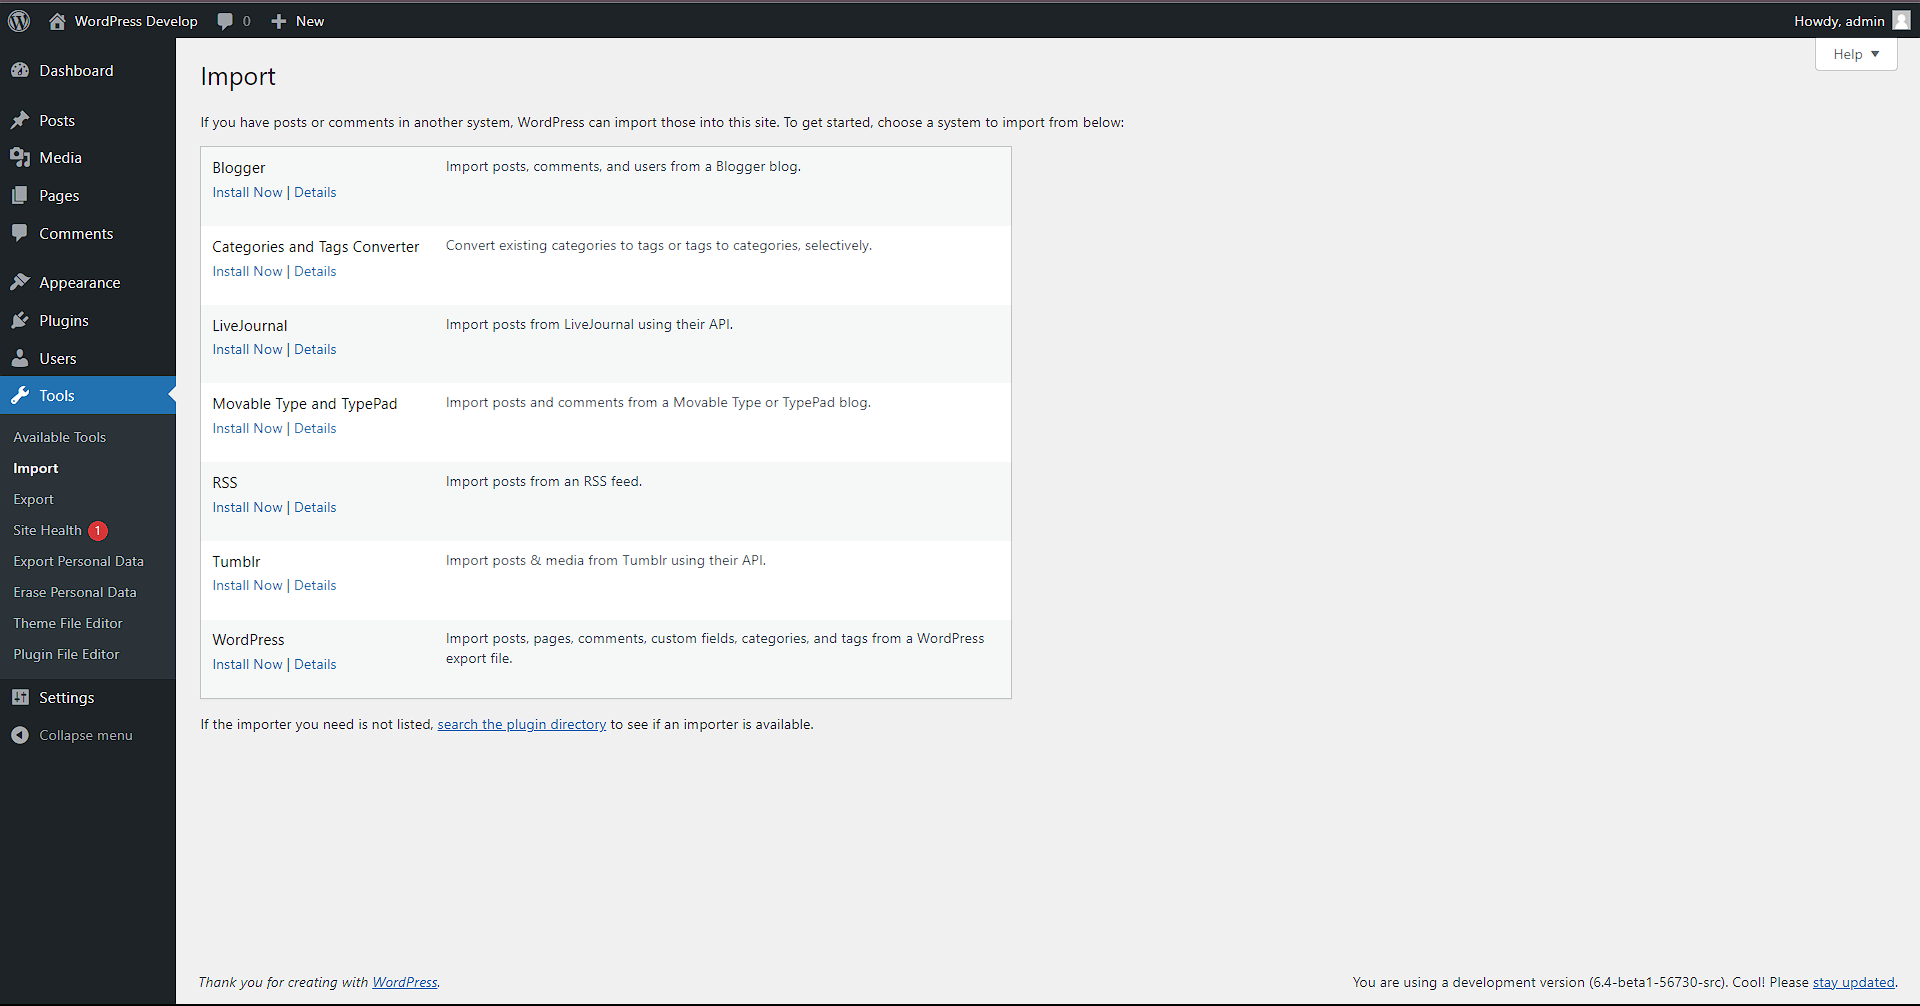 WordPress Develop 0 New Howdy, admin
Help
Dashboard
Posts
Media
Pages
Comments
Appearance
Plugins
Users
Tools
Available Tools
Import
Export
Site Health 1
Export Personal Data
Erase Personal Data
Theme File Editor
Plugin File Editor
Settings
Collapse menu
Import
If you have posts or comments in another system, WordPress can import those into this site. To get started, choose a system to import from below:
Blogger Import posts, comments, and users from a Blogger blog.
Install Now | Details
Categories and Tags Converter Convert existing categories to tags or tags to categories, selectively.
Install Now | Details
LiveJournal Import posts from LiveJournal using their API.
Install Now | Details
Movable Type and TypePad Import posts and comments from a Movable Type or TypePad blog.
Install Now | Details
RSS Import posts from an RSS feed.
Install Now | Details
Tumblr Import posts & media from Tumblr using their API.
Install Now | Details
WordPress Import posts, pages, comments, custom fields, categories, and tags from a WordPress
export file.
Install Now | Details
If the importer you need is not listed, search the plugin directory to see if an importer is available.
Thank you for creating with WordPress. You are using a development version (6.4-beta1-56730-src). Cool! Please stay updated.